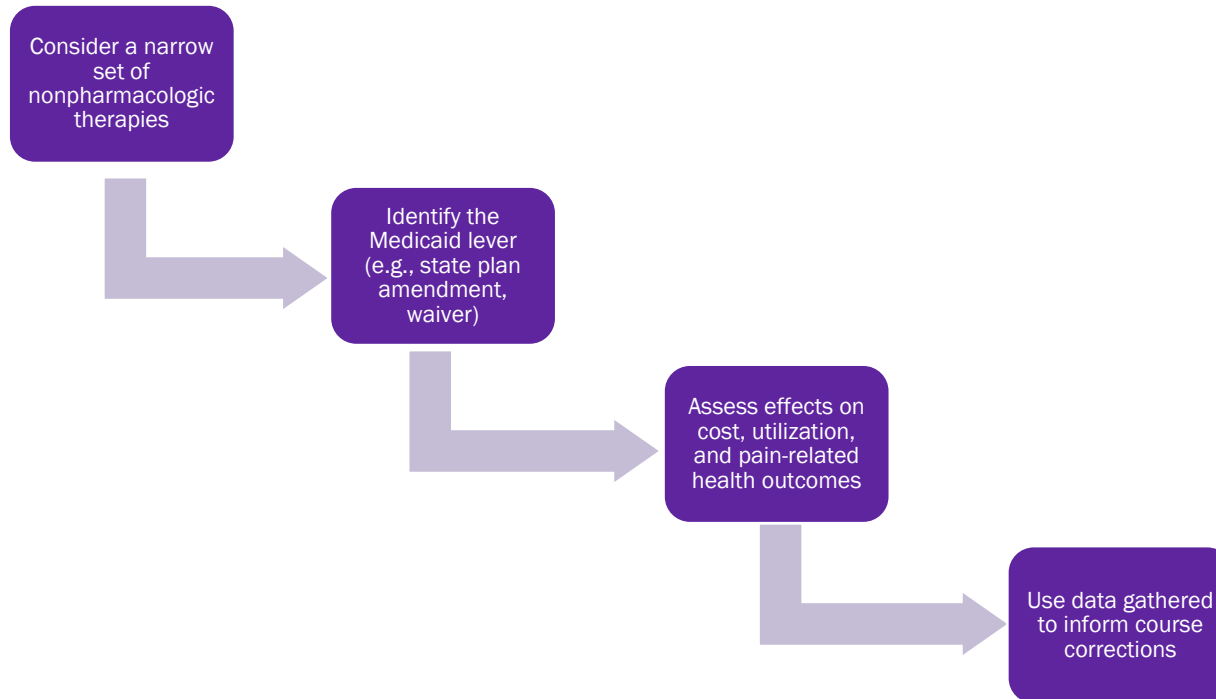 Consider a narrow
set of
nonpharmacologic
therapies
Identify the
Medicaid lever
(e.g., state plan
amendment,
waiver)
Assess effects on
cost, utilization,
and pain-related
health outcomes
Use data gathered
to inform course
corrections